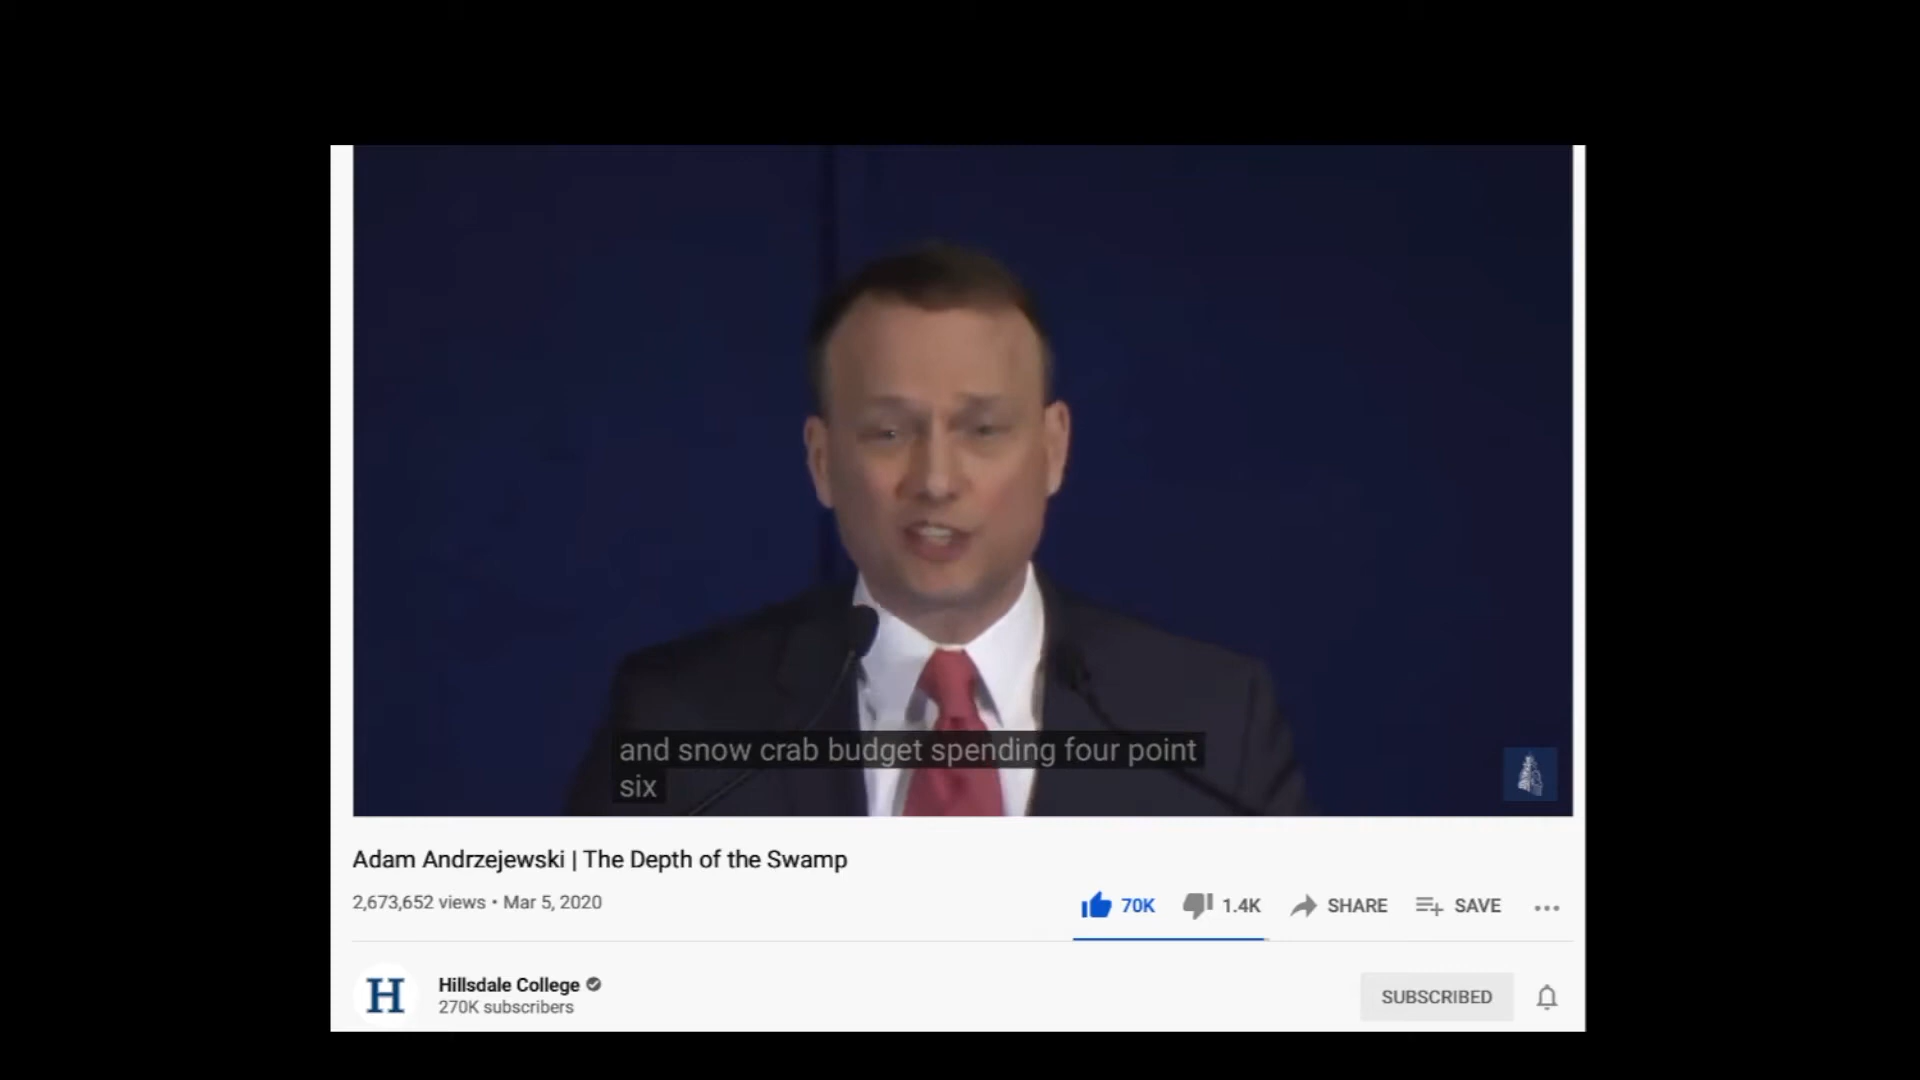 and snow crab budget spending four point
six
Adam Andrzejewski | The Depth of the Swamp
2,673,652 views • Mar 5, 2020
70K 1.4K SHARE SAVE
H
Hillsdale College
270K subscribers
SUBSCRIBED